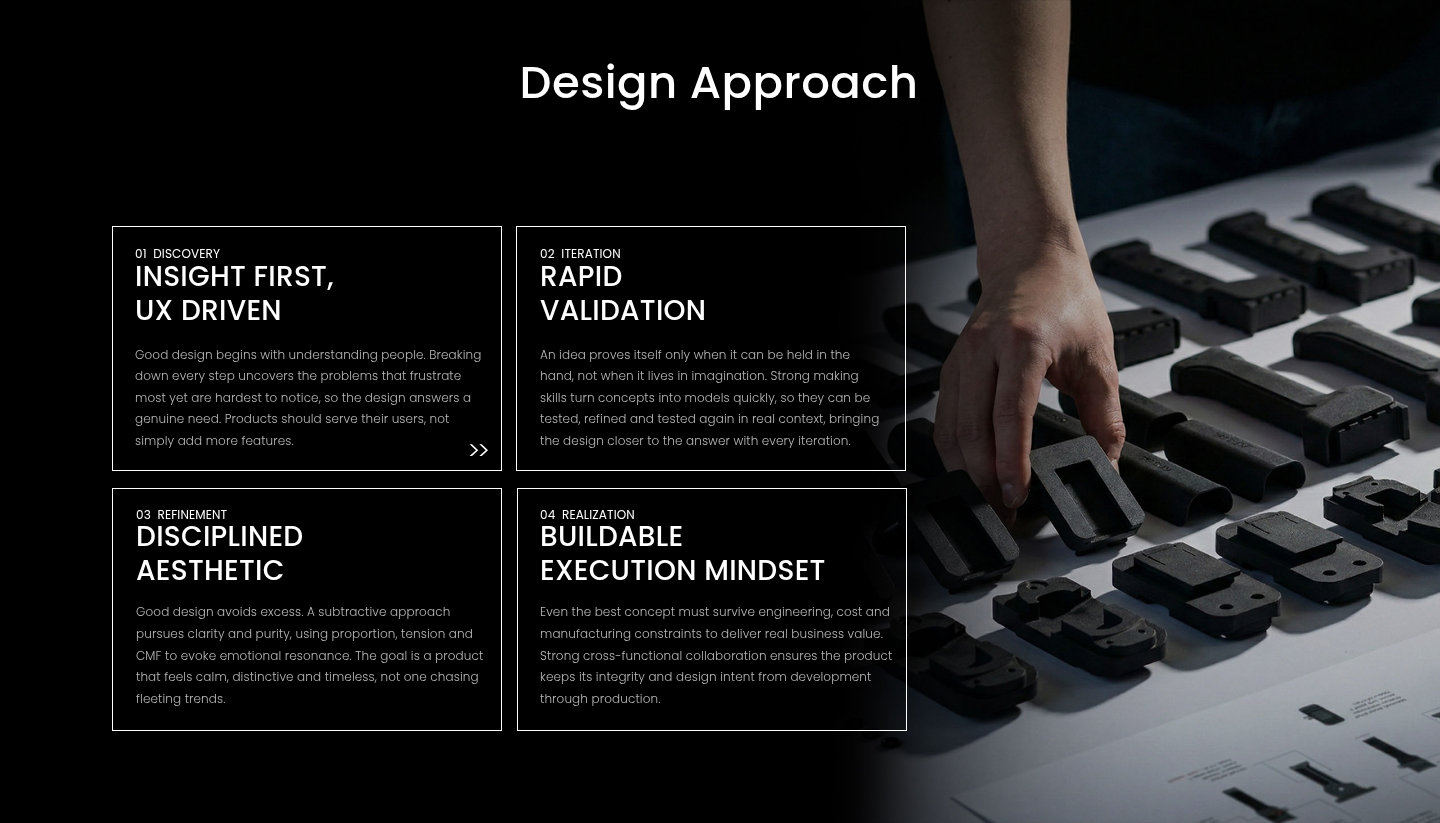 Design Approach
01 DISCOVERY
INSIGHT FIRST,
UX DRIVEN
Good design begins with understanding people. Breaking
down every step uncovers the problems that frustrate
most yet are hardest to notice, so the design answers a
genuine need. Products should serve their users, not
simply add more features.
>>
02 ITERATION
RAPID
VALIDATION
An idea proves itself only when it can be held in the
hand, not when it lives in imagination. Strong making
skills turn concepts into models quickly, so they can be
tested, refined and tested again in real context, bringing
the design closer to the answer with every iteration.
03 REFINEMENT
DISCIPLINED
AESTHETIC
Good design avoids excess. A subtractive approach
pursues clarity and purity, using proportion, tension and
CMF to evoke emotional resonance. The goal is a product
that feels calm, distinctive and timeless, not one chasing
fleeting trends.
04 REALIZATION
BUILDABLE
EXECUTION MINDSET
Even the best concept must survive engineering, cost and
manufacturing constraints to deliver real business value.
Strong cross-functional collaboration ensures the product
keeps its integrity and design intent from development
through production.